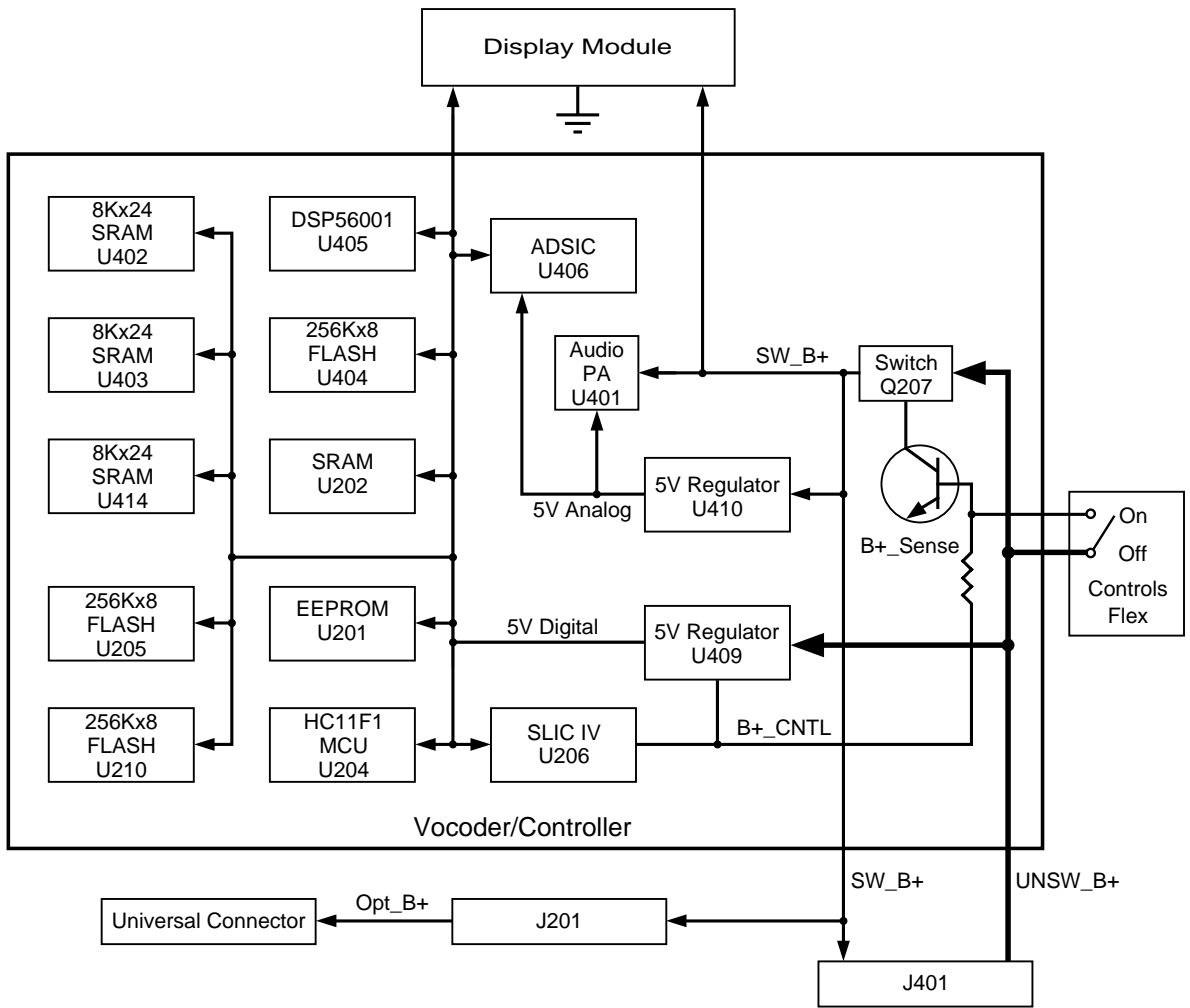 Display Module
8Kx24
SRAM
U402
DSP56001
U405
ADSIC
U406
8Kx24
SRAM
U403
256Kx8
FLASH
U404
Audio
PA
U401
SW_B+
Switch
Q207
8Kx24
SRAM
U414
SRAM
U202
5V Analog
5V Regulator
U410
B+_Sense
On
Off
Controls
Flex
256Kx8
FLASH
U205
EEPROM
U201
5V Digital
5V Regulator
U409
256Kx8
FLASH
U210
HC11F1
MCU
U204
SLIC IV
U206
B+_CNTL
Vocoder/Controller
SW_B+
UNSW_B+
Universal Connector
Opt_B+
J201
J401